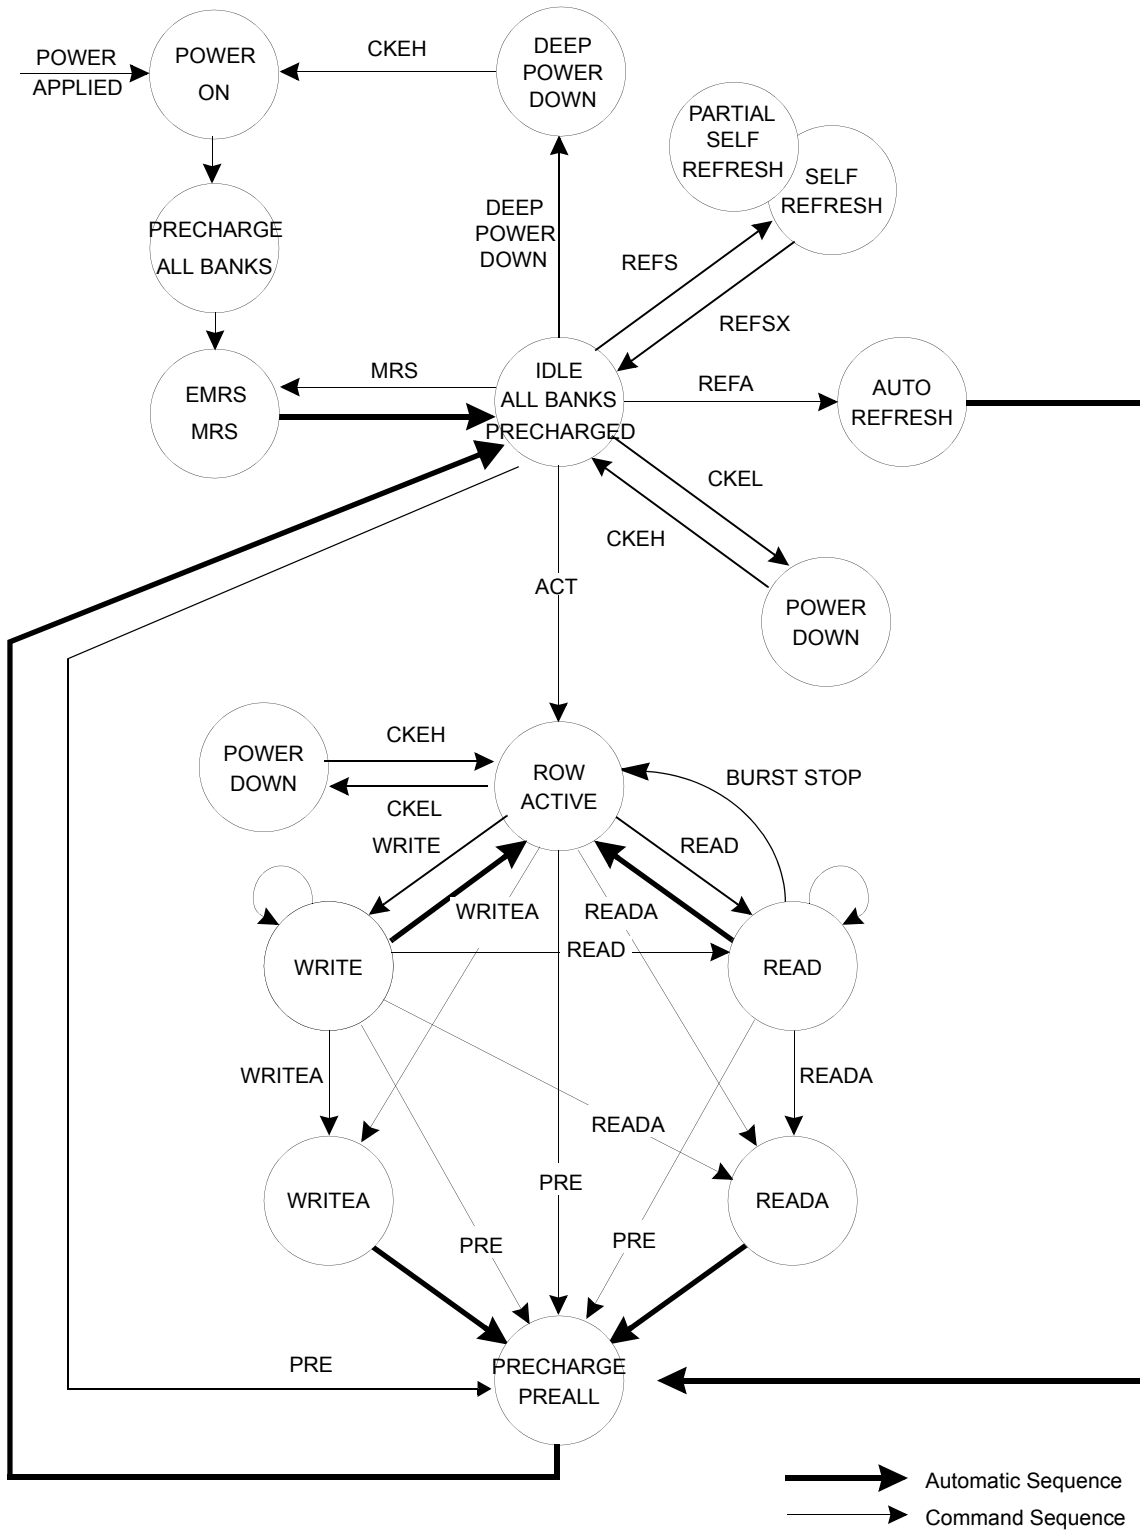 POWER
APPLIED
POWER
ON
CKEH
DEEP
POWER
DOWN
PARTIAL
SELF
REFRESH
SELF
REFRESH
PRECHARGE
ALL BANKS
DEEP
POWER
DOWN
REFS
REFSX
EMRS
MRS
MRS
IDLE
ALL BANKS
PRECHARGED
REFA
AUTO
REFRESH
CKEL
CKEH
ACT
POWER
DOWN
POWER
DOWN
CKEH
CKEL
ROW
ACTIVE
BURST STOP
WRITE
READ
WRITEA
READA
WRITE
READ
READ
WRITEA
READA
READA
WRITEA
PRE
READA
PRE
PRE
PRE
PRECHARGE
PREALL
Automatic Sequence
Command Sequence